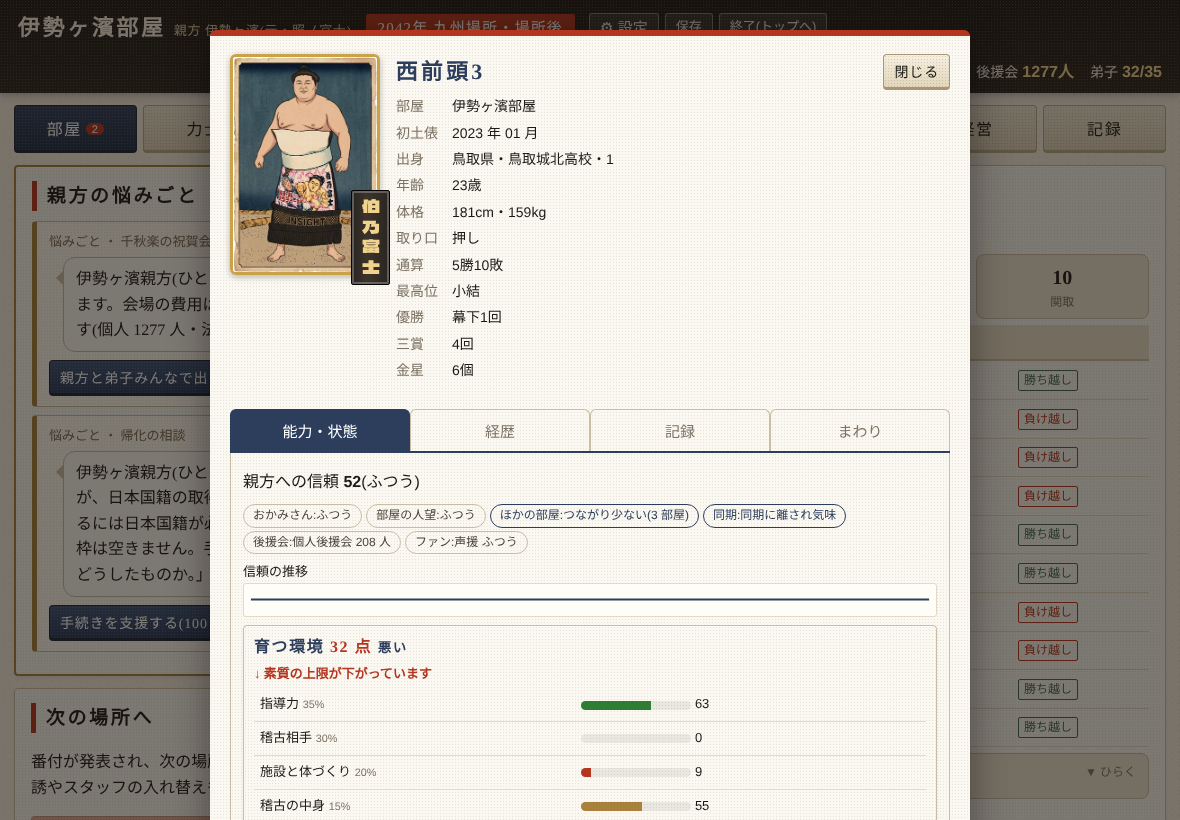 伊勢ヶ濱部屋
親方 伊勢ヶ濱(元・照ノ富士)
2042年 九州場所・場所後
⚙ 設定
保存
終了(トップへ)
後援会 1277人 弟子 32/35
部屋 2
力士
経営
記録
親方の悩みごと
悩みごと ・ 千秋楽の祝賀会
伊勢ヶ濱親方(ひと
ます。会場の費用は
す(個人 1277 人・法
親方と弟子みんなで出
悩みごと ・ 帰化の相談
伊勢ヶ濱親方(ひと
が、日本国籍の取得
るには日本国籍が必
枠は空きません。手
どうしたものか。」
手続きを支援する(100
次の場所へ
番付が発表され、次の場所
誘やスタッフの入れ替え
西前頭3
閉じる
伯乃富士
INSIGHT
部屋 伊勢ヶ濱部屋
初土俵 2023 年 01 月
出身 鳥取県・鳥取城北高校・1
年齢 23歳
体格 181cm・159kg
取り口 押し
通算 5勝10敗
最高位 小結
優勝 幕下1回
三賞 4回
金星 6個
能力・状態
経歴
記録
まわり
親方への信頼 52(ふつう)
おかみさん:ふつう
部屋の人望:ふつう
ほかの部屋:つながり少ない(3 部屋)
同期:同期に離され気味
後援会:個人後援会 208 人
ファン:声援 ふつう
信頼の推移
育つ環境 32 点 悪い
↓ 素質の上限が下がっています
指導力 35% 63
稽古相手 30% 0
施設と体づくり 20% 9
稽古の中身 15% 55
10
関取
勝ち越し
負け越し
負け越し
負け越し
勝ち越し
勝ち越し
負け越し
負け越し
勝ち越し
勝ち越し
▼ ひらく